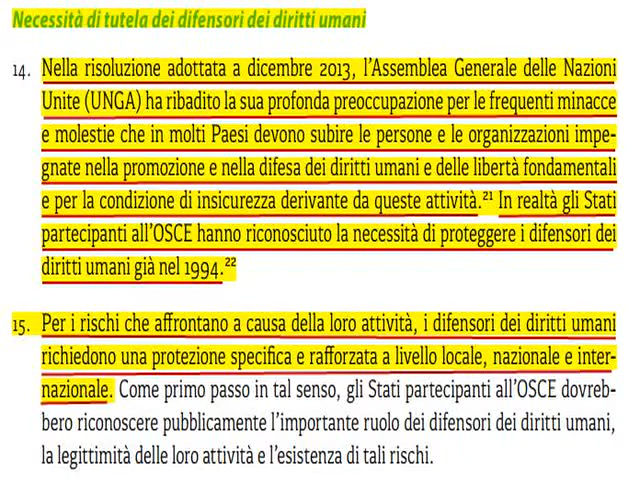 Necessità di tutela dei difensori dei diritti umani
14. Nella risoluzione adottata a dicembre 2013, l'Assemblea Generale delle Nazioni
Unite (UNGA) ha ribadito la sua profonda preoccupazione per le frequenti minacce
e molestie che in molti Paesi devono subire le persone e le organizzazioni impe-
gnate nella promozione e nella difesa dei diritti umani e delle libertà fondamentali
e per la condizione di insicurezza derivante da queste attività.²¹ In realtà gli Stati
partecipanti all'OSCE hanno riconosciuto la necessità di proteggere i difensori dei
diritti umani già nel 1994.²²
15. Per i rischi che affrontano a causa della loro attività, i difensori dei diritti umani
richiedono una protezione specifica e rafforzata a livello locale, nazionale e inter-
nazionale. Come primo passo in tal senso, gli Stati partecipanti all'OSCE dovreb-
bero riconoscere pubblicamente l'importante ruolo dei difensori dei diritti umani,
la legittimità delle loro attività e l'esistenza di tali rischi.